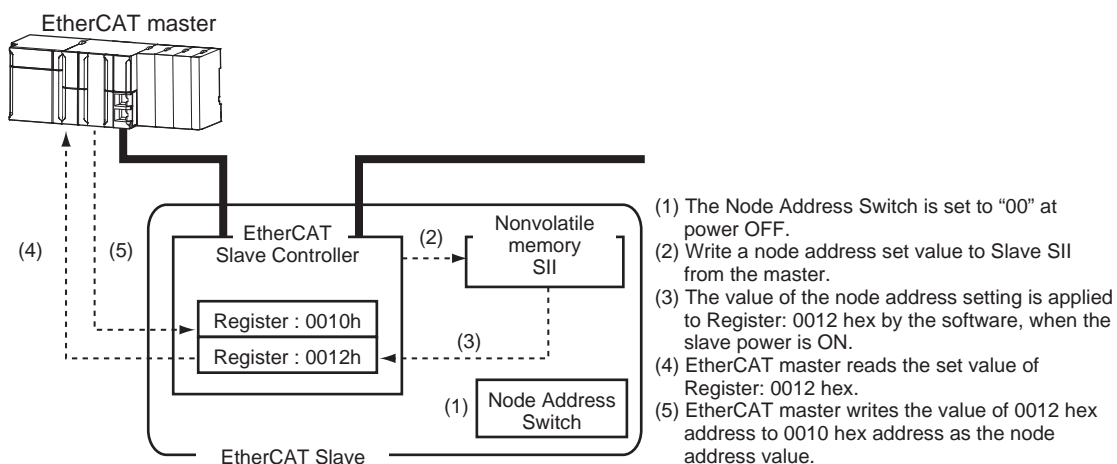 EtherCAT master
(4)
(5)
EtherCAT
Slave Controller
(2)
Nonvolatile
memory
SII
Register : 0010h
Register : 0012h
(3)
(1)
Node Address
Switch
EtherCAT Slave
(1) The Node Address Switch is set to “00” at
power OFF.
(2) Write a node address set value to Slave SII
from the master.
(3) The value of the node address setting is applied
to Register: 0012 hex by the software, when the
slave power is ON.
(4) EtherCAT master reads the set value of
Register: 0012 hex.
(5) EtherCAT master writes the value of 0012 hex
address to 0010 hex address as the node
address value.